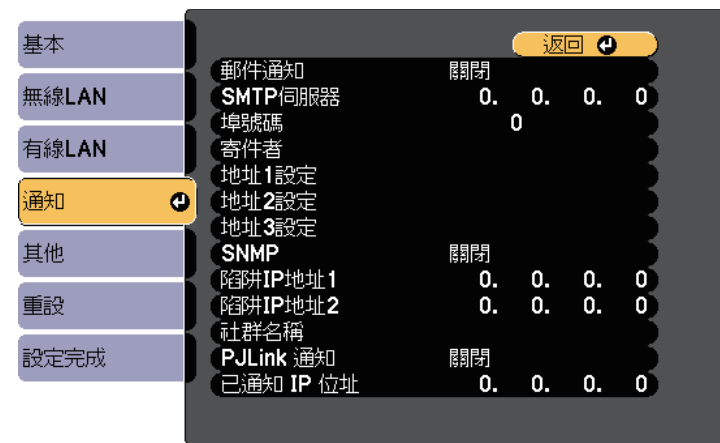 基本
無線LAN
有線LAN
通知
其他
重設
設定完成
返回
郵件通知 關閉
SMTP伺服器 0. 0. 0. 0
埠號碼 0
寄件者
地址1設定
地址2設定
地址3設定
SNMP 關閉
陷阱IP地址1 0. 0. 0. 0
陷阱IP地址2 0. 0. 0. 0
社群名稱
PJLink 通知 關閉
已通知 IP 位址 0. 0. 0. 0